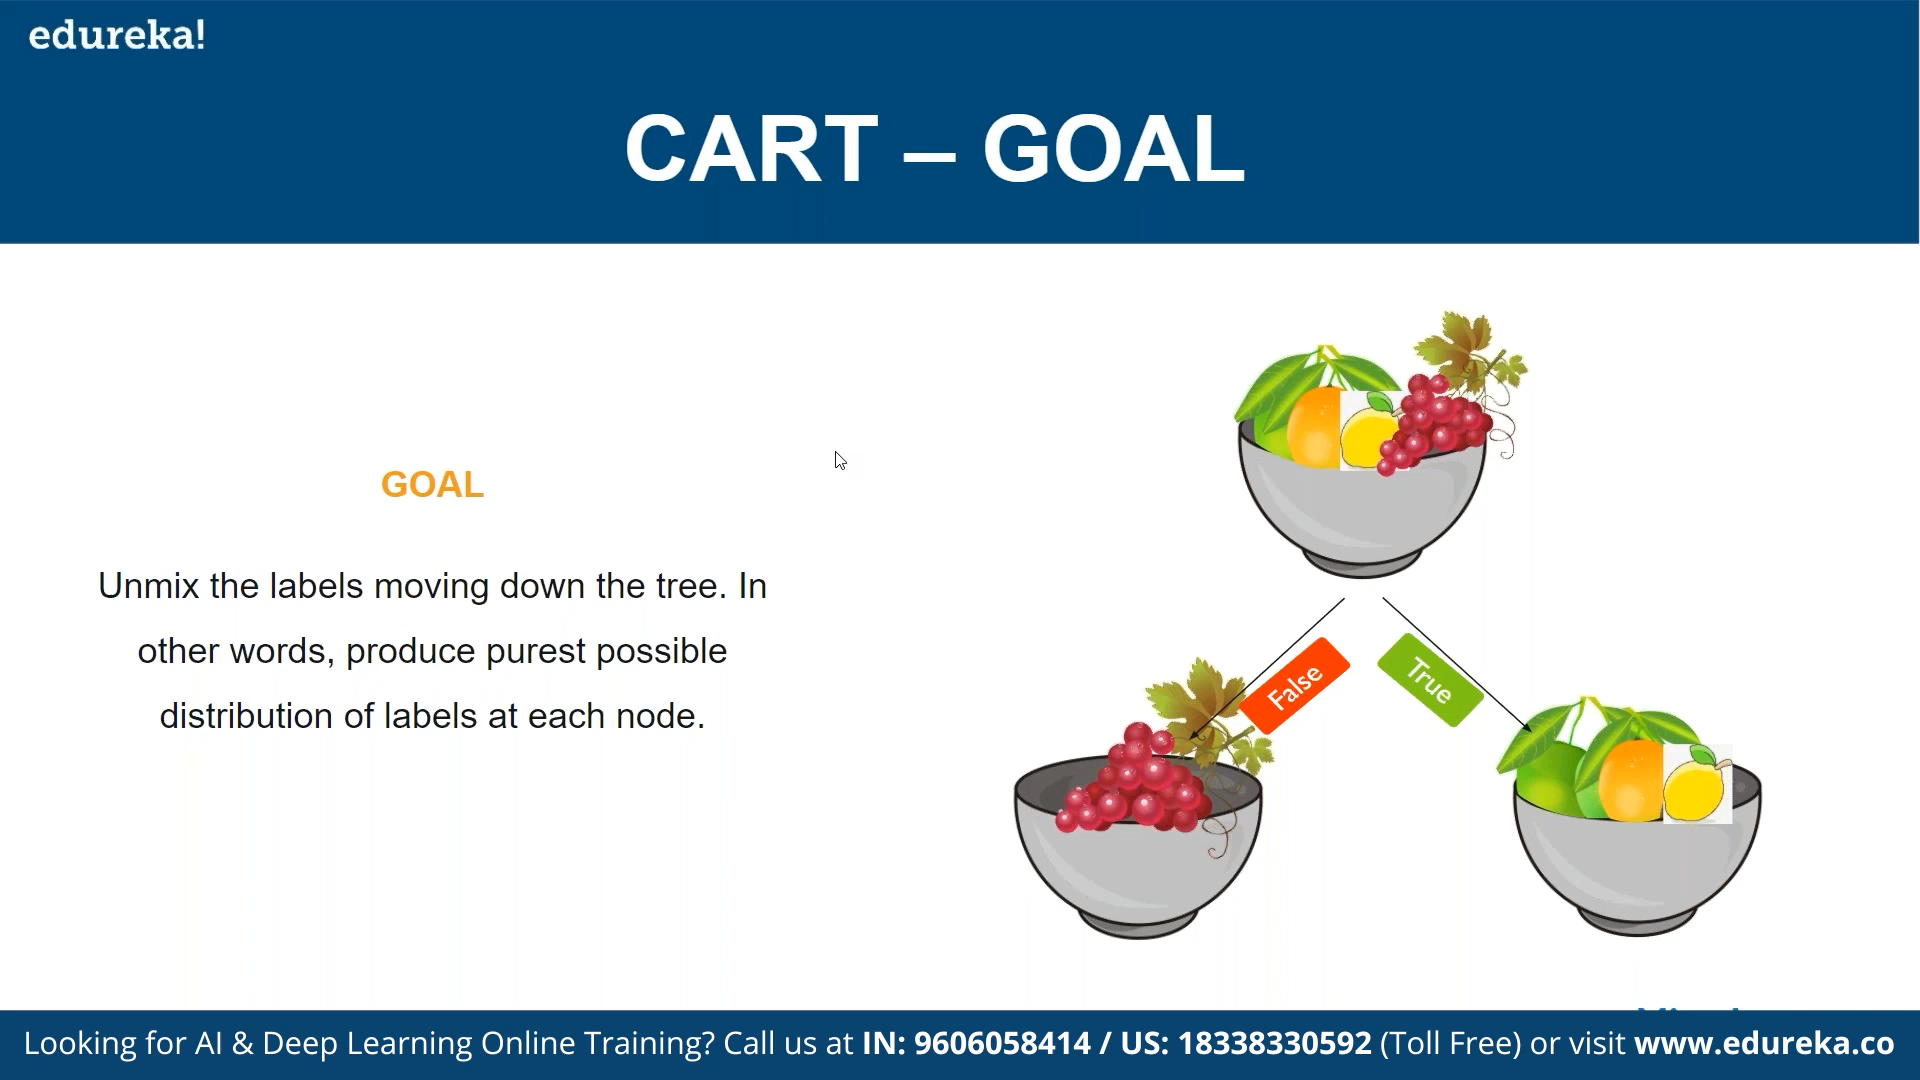 edureka!
CART – GOAL
GOAL
Unmix the labels moving down the tree. In
other words, produce purest possible
distribution of labels at each node.
False
True
Looking for AI & Deep Learning Online Training? Call us at IN: 9606058414 / US: 18338330592 (Toll Free) or visit www.edureka.co